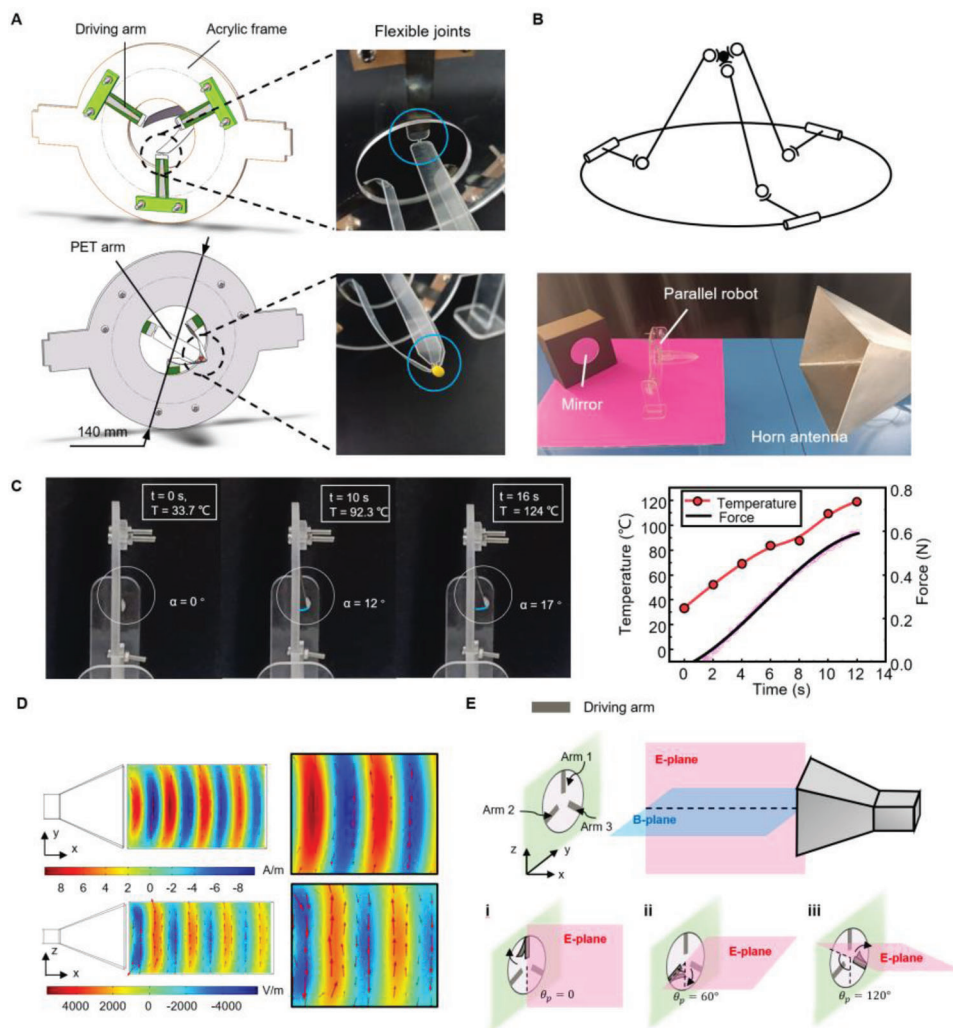 A
Driving arm
Acrylic frame
Flexible joints
PET arm
140 mm
B
Parallel robot
Mirror
Horn antenna
C
t = 0 s,
T = 33.7 ℃
α = 0 °
t = 10 s
T = 92.3 ℃
α = 12 °
t = 16 s
T = 124 ℃
α = 17 °
Temperature
Force
Temperature (℃)
120
100
80
60
40
20
0
Force (N)
0.8
0.6
0.4
0.2
0.0
0 2 4 6 8 10 12 14
Time (s)
D
y
x
A/m
8 6 4 2 0 -2 -4 -6 -8
z
x
V/m
4000 2000 0 -2000 -4000
E
Driving arm
Arm 1
Arm 2
Arm 3
E-plane
B-plane
z
y
x
i
E-plane
θp = 0
ii
E-plane
θp = 60°
iii
E-plane
θp = 120°